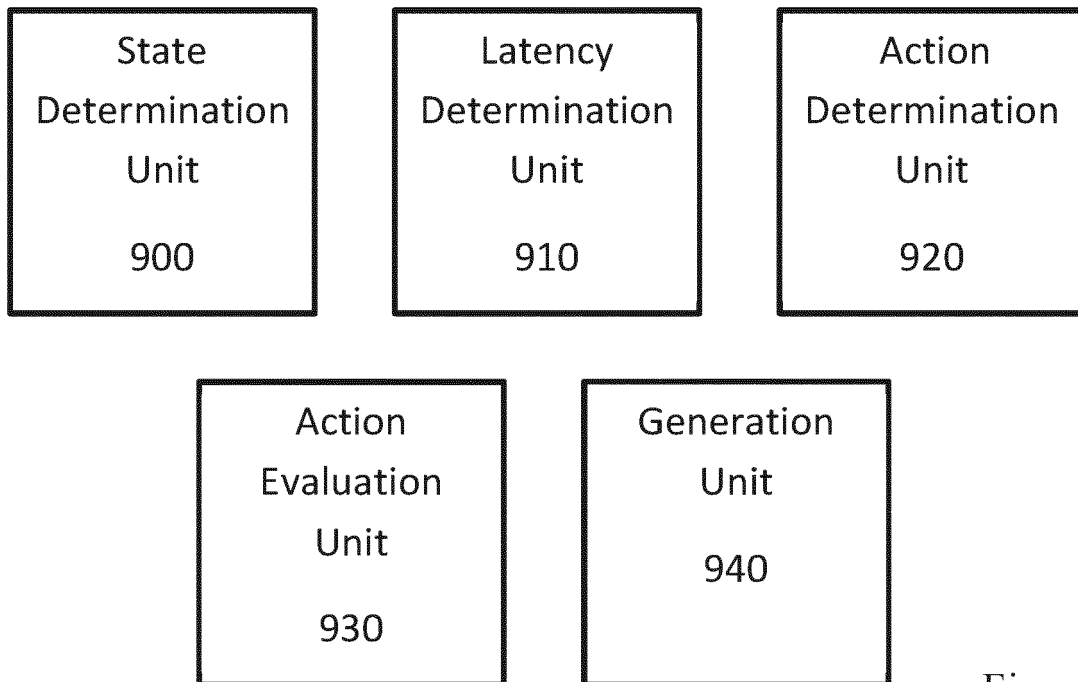 State
Determination
Unit
900
Latency
Determination
Unit
910
Action
Determination
Unit
920
Action
Evaluation
Unit
930
Generation
Unit
940